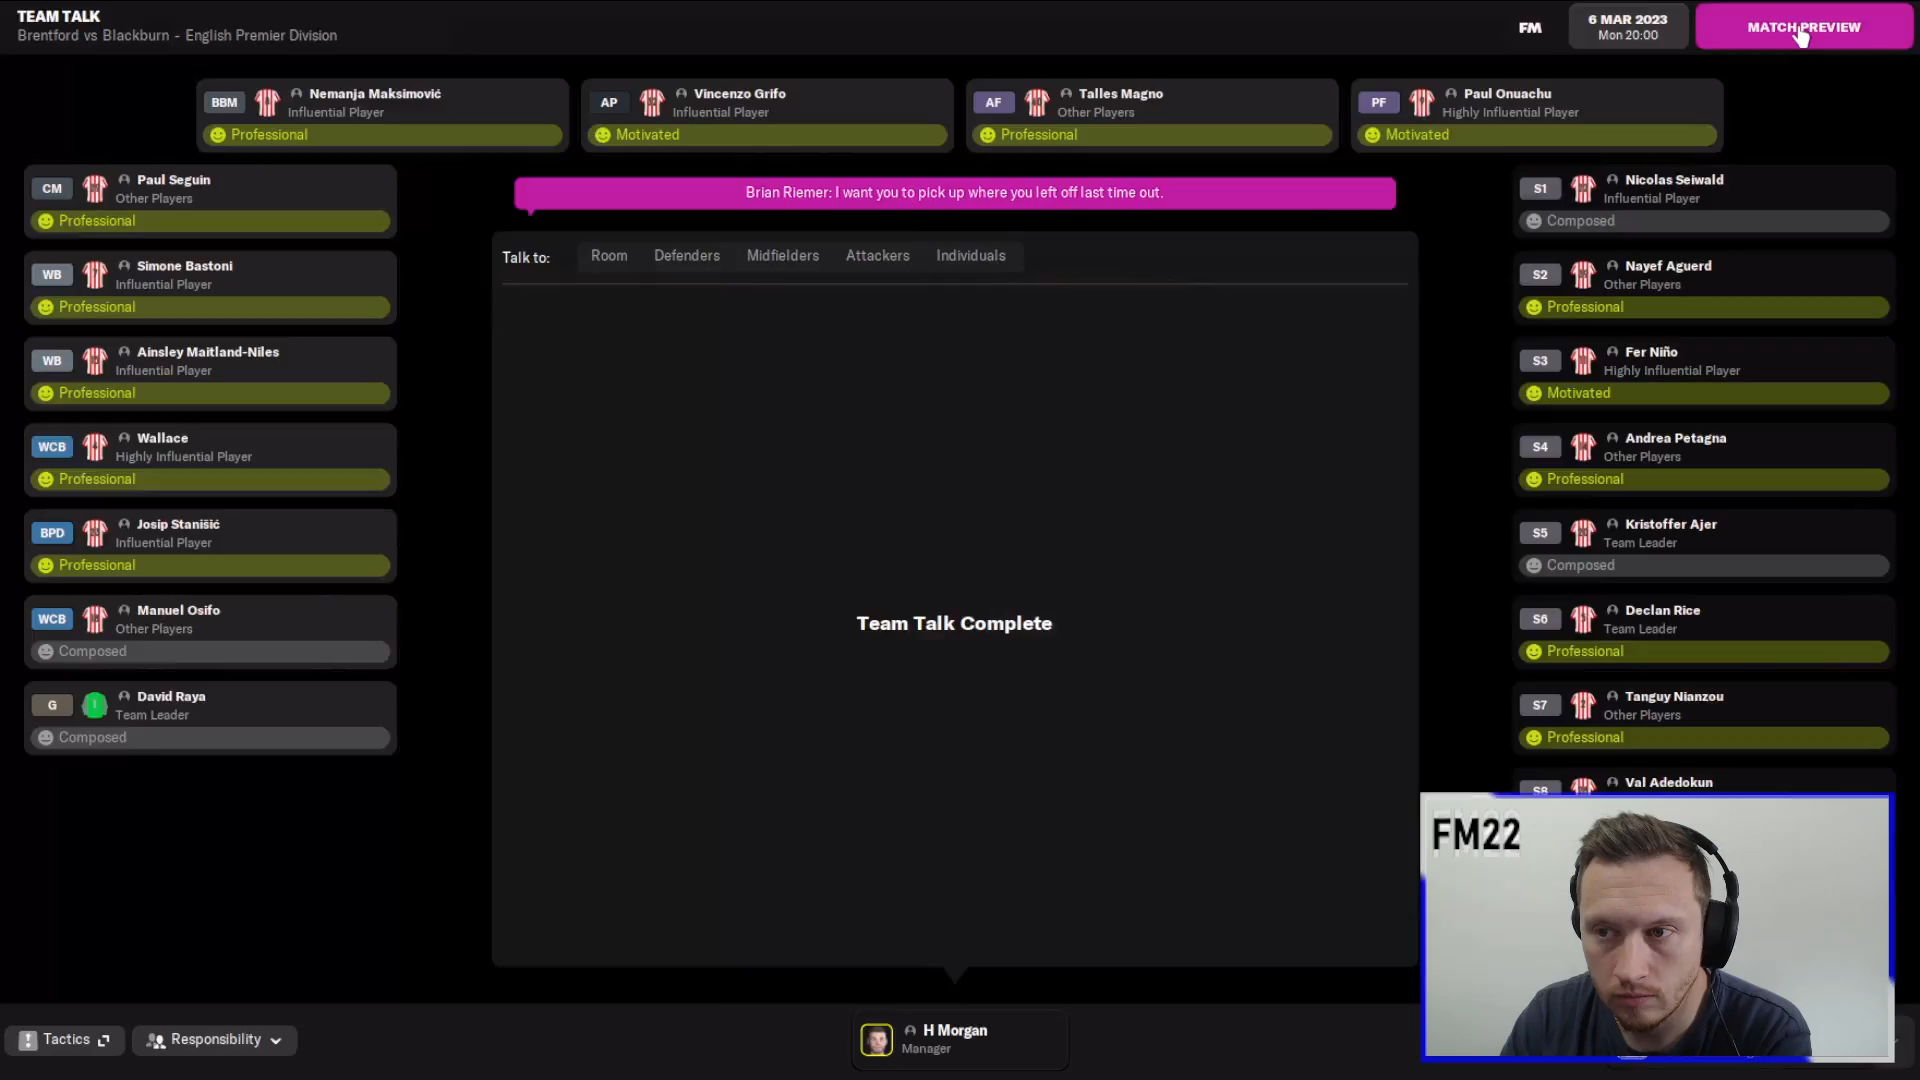 TEAM TALK
Brentford vs Blackburn - English Premier Division
FM
6 MAR 2023
Mon 20:00
MATCH PREVIEW
BBM
Nemanja Maksimović
Influential Player
Professional
AP
Vincenzo Grifo
Influential Player
Motivated
AF
Talles Magno
Other Players
Professional
PF
Paul Onuachu
Highly Influential Player
Motivated
CM
Paul Seguin
Other Players
Professional
WB
Simone Bastoni
Influential Player
Professional
WB
Ainsley Maitland-Niles
Influential Player
Professional
WCB
Wallace
Highly Influential Player
Professional
BPD
Josip Stanišić
Influential Player
Professional
WCB
Manuel Osifo
Other Players
Composed
G
David Raya
Team Leader
Composed
Brian Riemer: I want you to pick up where you left off last time out.
Talk to:
Room
Defenders
Midfielders
Attackers
Individuals
Team Talk Complete
S1
Nicolas Seiwald
Influential Player
Composed
S2
Nayef Aguerd
Other Players
Professional
S3
Fer Niño
Highly Influential Player
Motivated
S4
Andrea Petagna
Other Players
Professional
S5
Kristoffer Ajer
Team Leader
Composed
S6
Declan Rice
Team Leader
Professional
S7
Tanguy Nianzou
Other Players
Professional
S8
Val Adedokun
FM22
Tactics
Responsibility
H Morgan
Manager